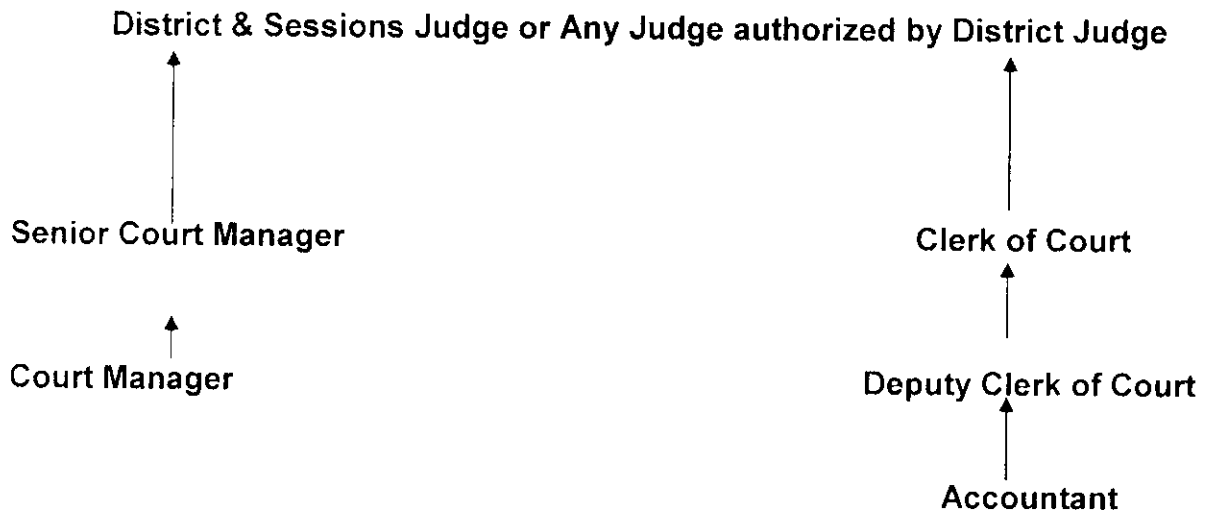 District & Sessions Judge or Any Judge authorized by District Judge
Senior Court Manager
Clerk of Court
Court Manager
Deputy Clerk of Court
Accountant